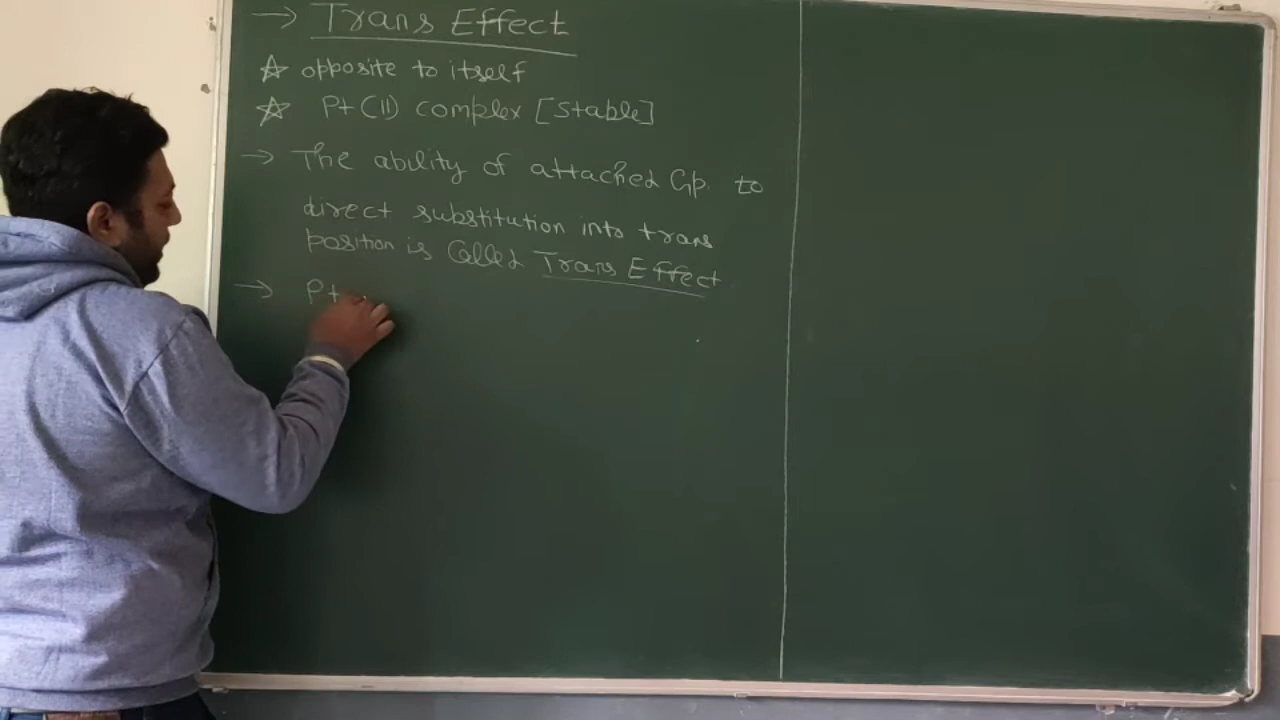 → Trans Effect
☆ opposite to itself
☆ Pt (II) complex [stable]
→ The ability of attached Gp. to
direct substitution into trans
position is Called Trans Effect
→ Pt